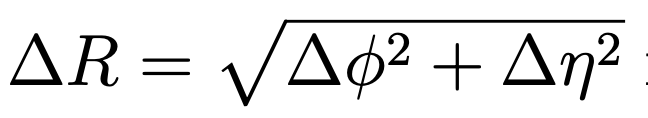 ΔR = √(Δϕ² + Δη²)